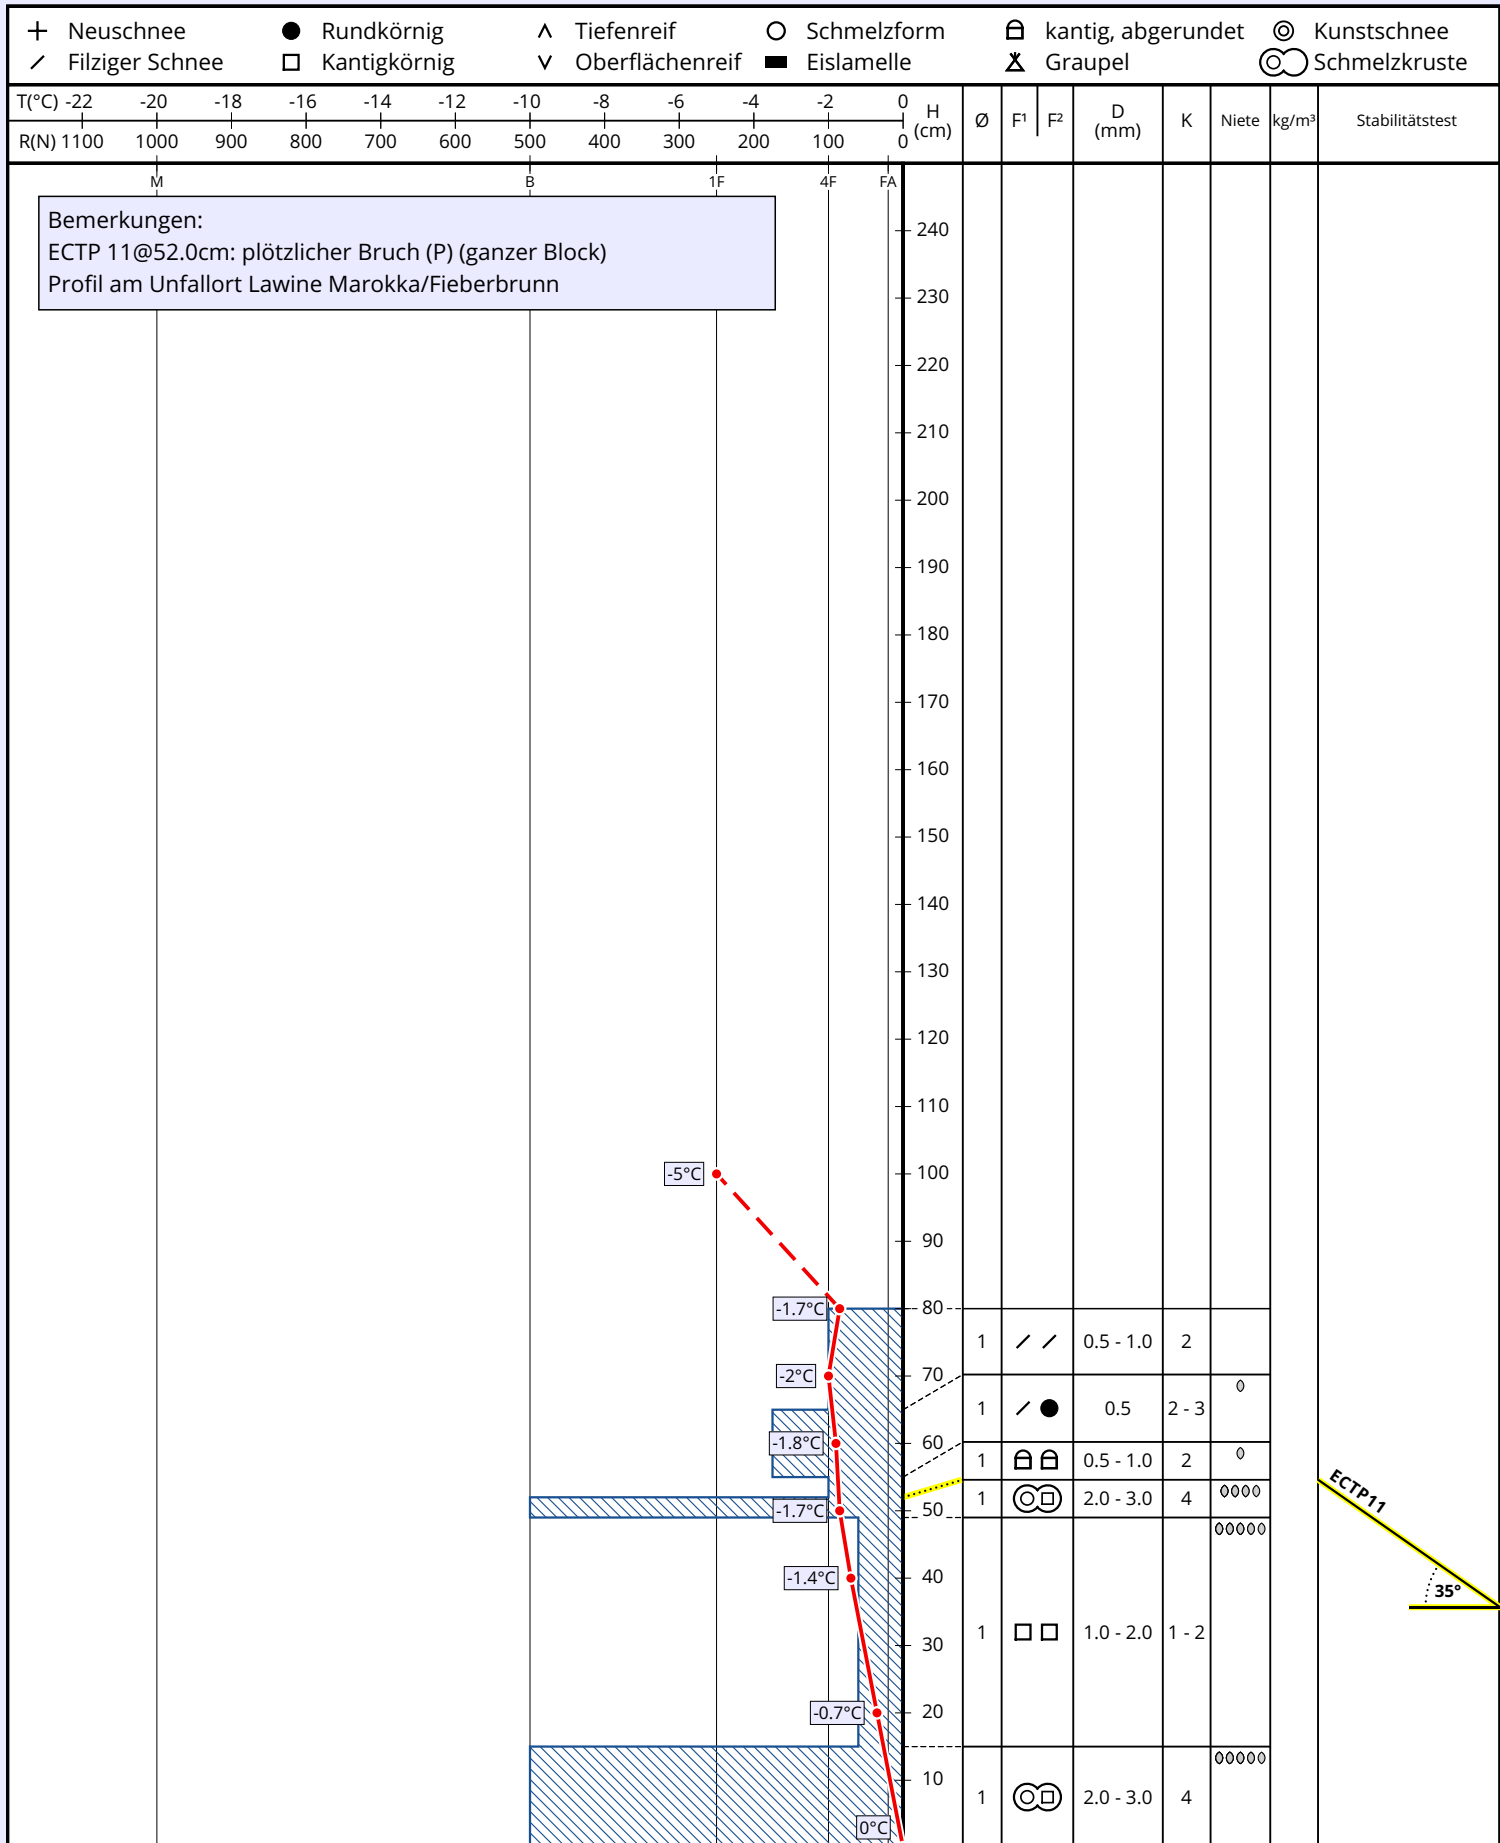 Neuschnee Rundkörnig Tiefenreif Schmelzform kantig, abgerundet Kunstschnee
Filziger Schnee Kantigkörnig Oberflächenreif Eislamelle Graupel Schmelzkruste
T(°C) -22 -20 -18 -16 -14 -12 -10 -8 -6 -4 -2 0
R(N) 1100 1000 900 800 700 600 500 400 300 200 100 0
H (cm) Ø F¹ F² D (mm) K Niete kg/m³ Stabilitätstest
M B 1F 4F FA
Bemerkungen:
ECTP 11@52.0cm: plötzlicher Bruch (P) (ganzer Block)
Profil am Unfallort Lawine Marokka/Fieberbrunn
240
230
220
210
200
190
180
170
160
150
140
130
120
110
-5°C 100
90
-1.7°C 80
1 0.5 - 1.0 2
-2°C 70
1 0.5 2 - 3
-1.8°C 60
1 0.5 - 1.0 2
1 2.0 - 3.0 4
-1.7°C 50
ECTP11
-1.4°C 40
35°
1 1.0 - 2.0 1 - 2
30
-0.7°C 20
10
1 2.0 - 3.0 4
0°C